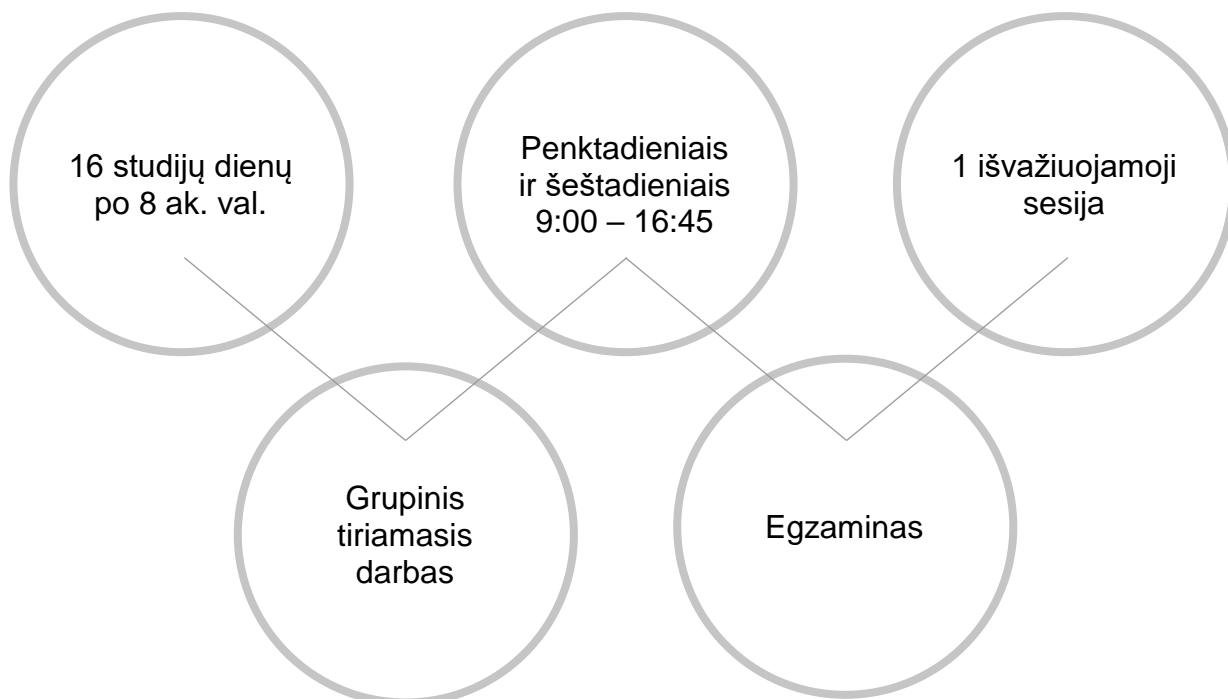 16 studijų dienų
po 8 ak. val.
Penktadieniais
ir šeštadieniais
9:00 – 16:45
1 išvažiuojamoji
sesija
Grupinis
tiriamasis
darbas
Egzaminas